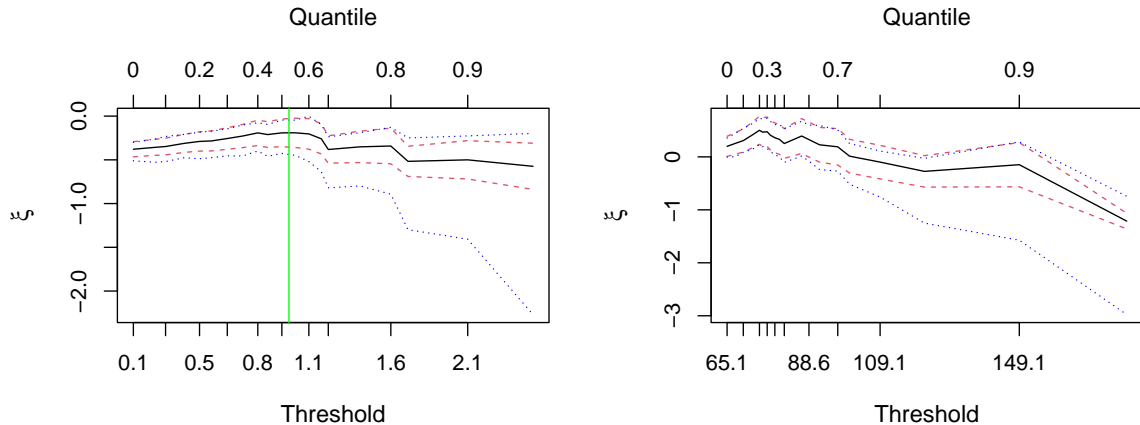 Quantile
0 0.2 0.4 0.6 0.8 0.9
ξ
0.0
−1.0
−2.0
0.1 0.5 0.8 1.1 1.6 2.1
Threshold
Quantile
0 0.3 0.7 0.9
ξ
0
−1
−2
−3
65.1 88.6 109.1 149.1
Threshold